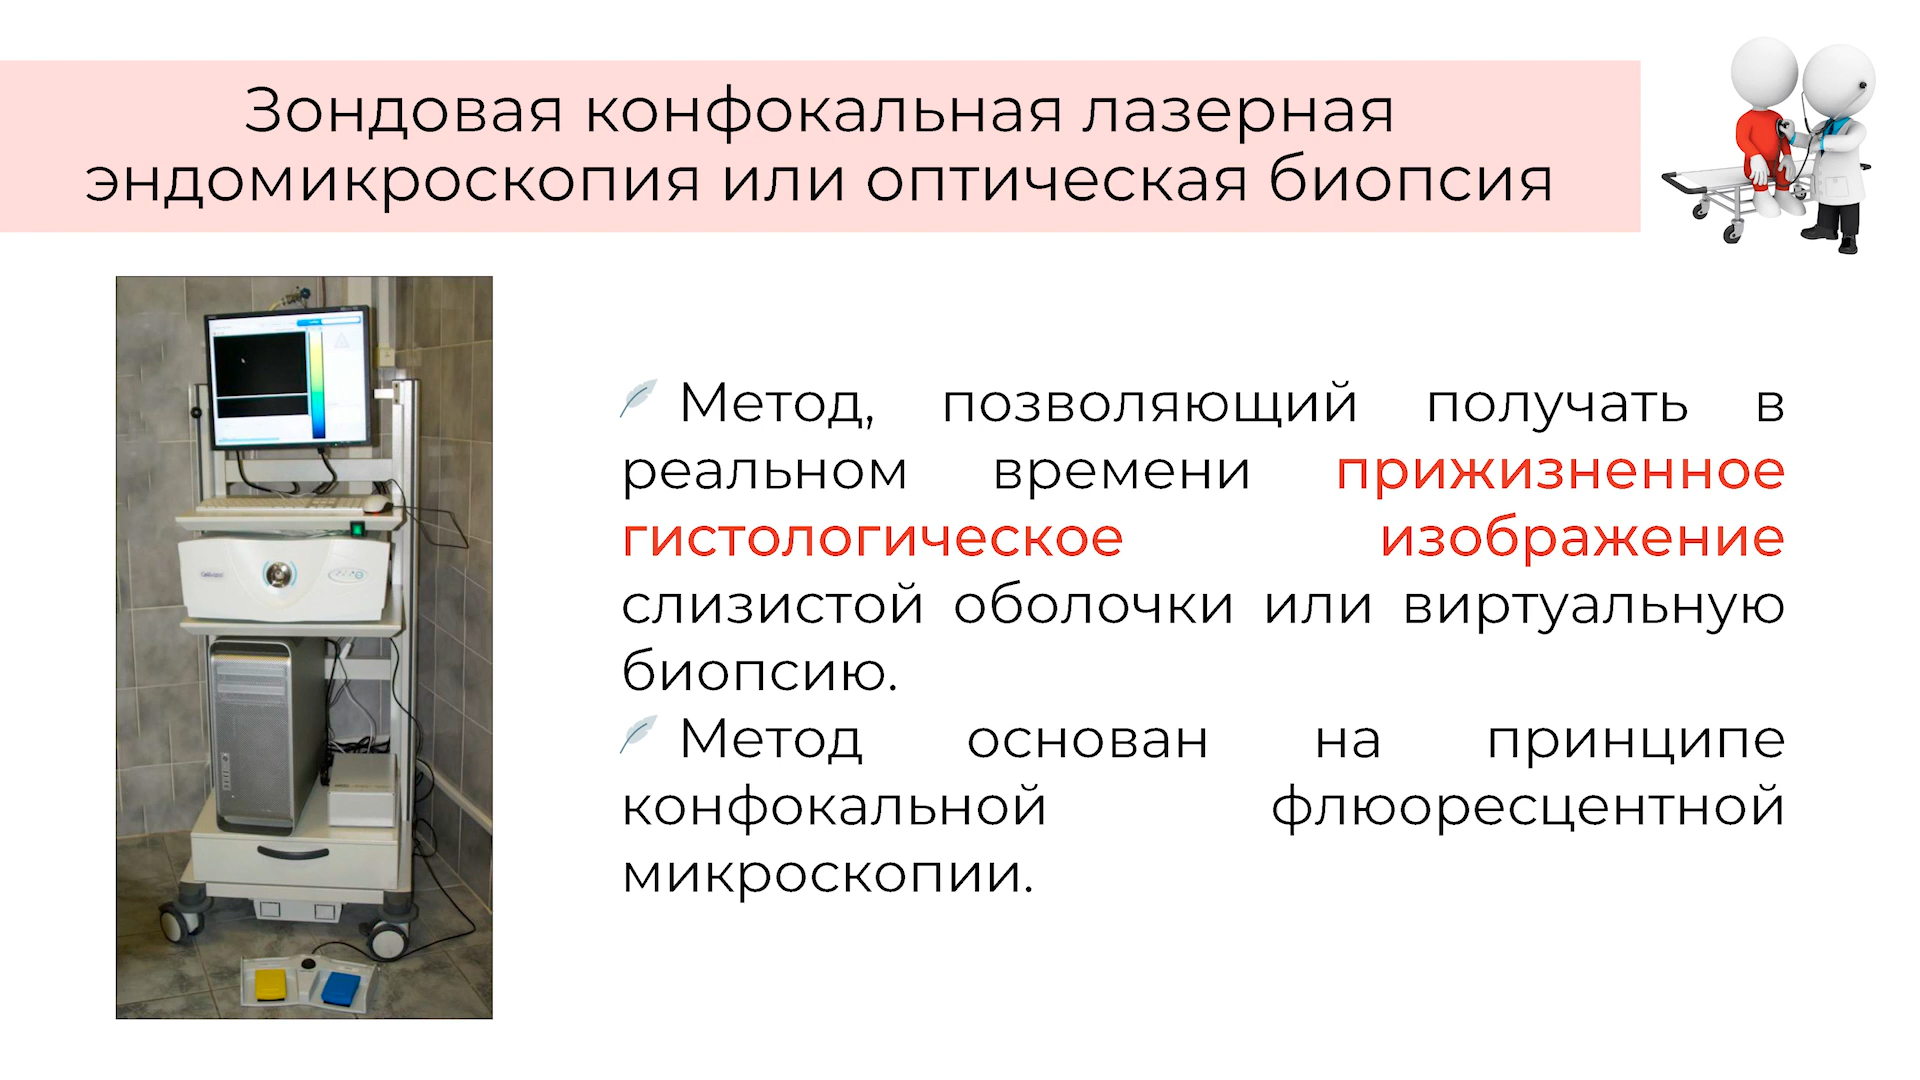 Зондовая конфокальная лазерная
эндомикроскопия или оптическая биопсия
Метод, позволяющий получать в
реальном времени прижизненное
гистологическое изображение
слизистой оболочки или виртуальную
биопсию.
Метод основан на принципе
конфокальной флюоресцентной
микроскопии.